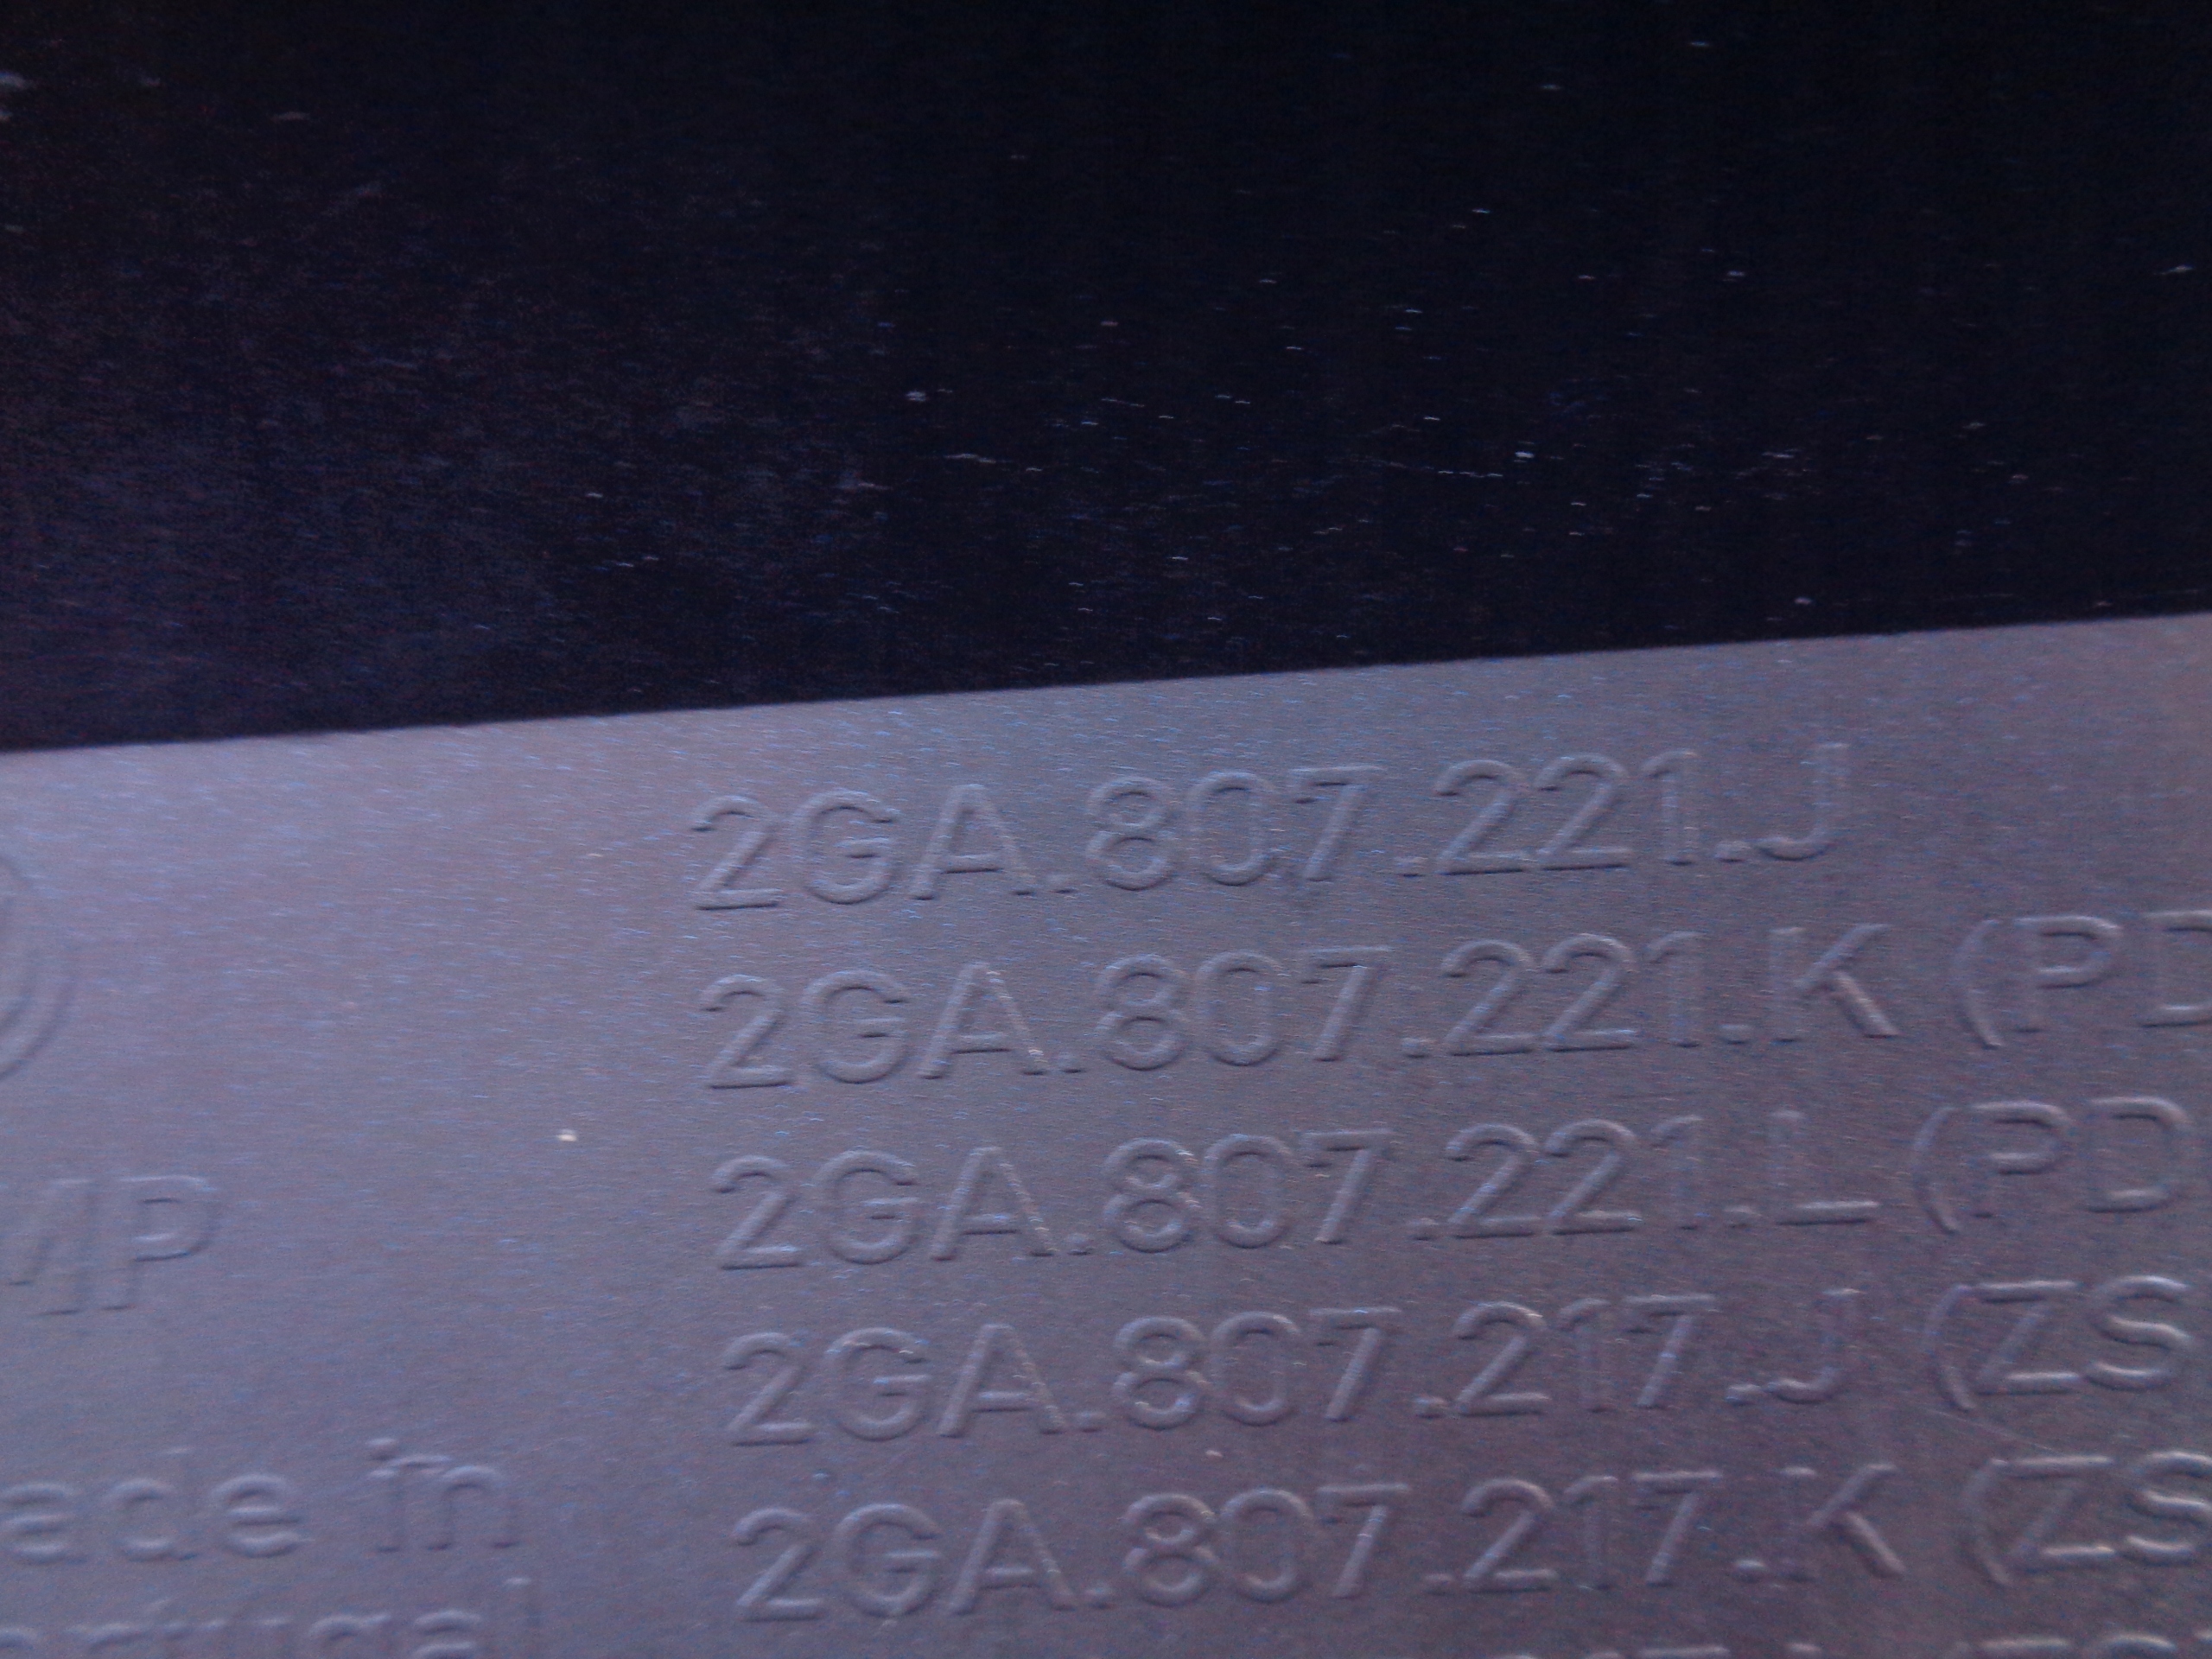 2GA.807.221.J
2GA.807.221.K (PD
2GA.807.221.L (PD
MP
2GA.807.217.J (ZS
ade in
2GA.807.217.K (ZS
ortugal